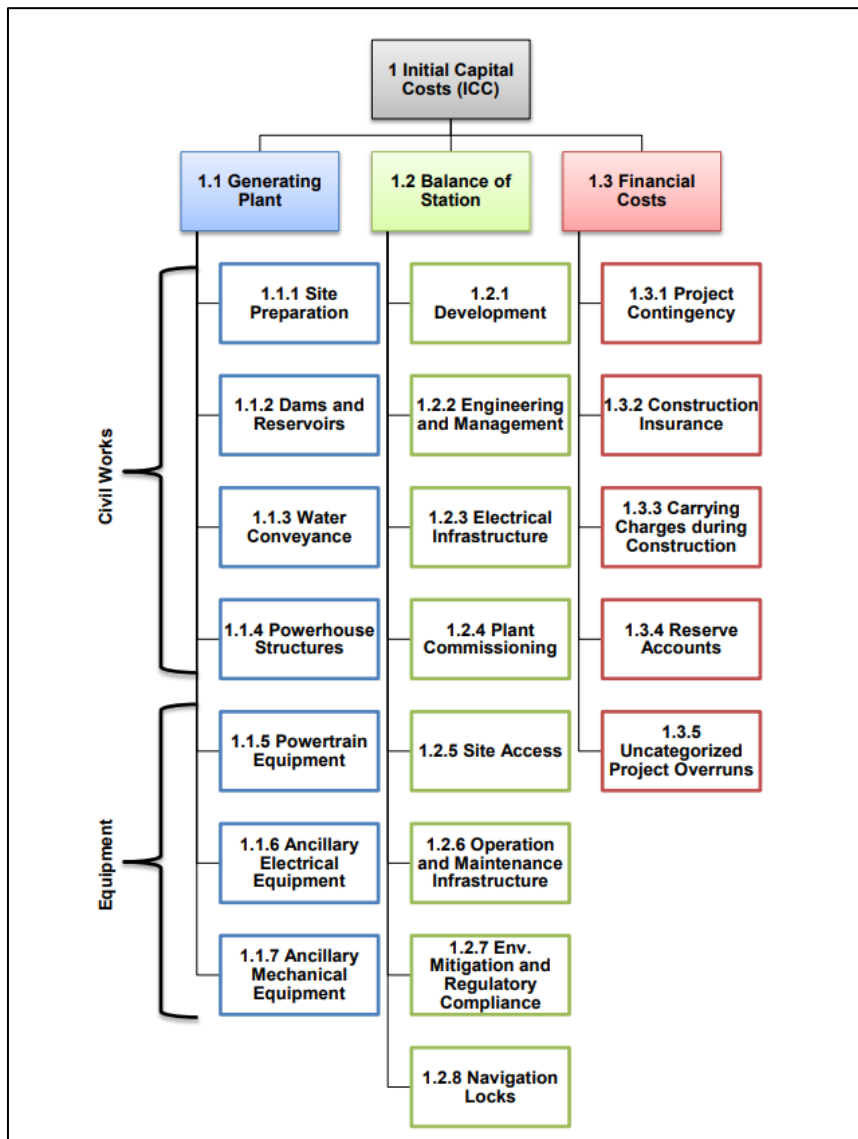 1 Initial Capital
Costs (ICC)
1.1 Generating
Plant
1.2 Balance of
Station
1.3 Financial
Costs
Civil Works
Equipment
1.1.1 Site
Preparation
1.1.2 Dams and
Reservoirs
1.1.3 Water
Conveyance
1.1.4 Powerhouse
Structures
1.1.5 Powertrain
Equipment
1.1.6 Ancillary
Electrical
Equipment
1.1.7 Ancillary
Mechanical
Equipment
1.2.1
Development
1.2.2 Engineering
and Management
1.2.3 Electrical
Infrastructure
1.2.4 Plant
Commissioning
1.2.5 Site Access
1.2.6 Operation
and Maintenance
Infrastructure
1.2.7 Env.
Mitigation and
Regulatory
Compliance
1.2.8 Navigation
Locks
1.3.1 Project
Contingency
1.3.2 Construction
Insurance
1.3.3 Carrying
Charges during
Construction
1.3.4 Reserve
Accounts
1.3.5
Uncategorized
Project Overruns